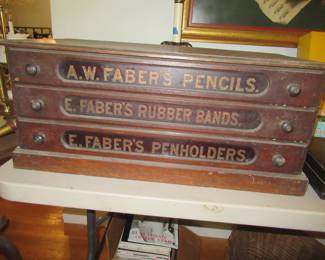 A.W. FABER'S PENCILS.
E. FABER'S RUBBER BANDS.
E. FABER'S PENHOLDERS.